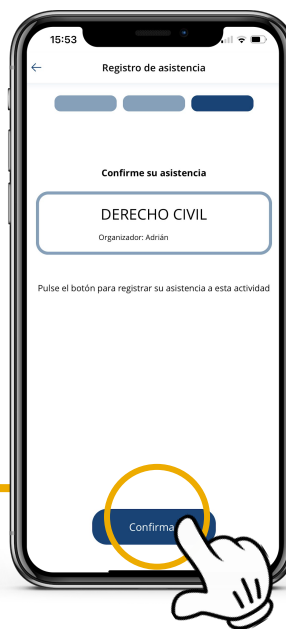 15:53
Registro de asistencia
Confirme su asistencia
DERECHO CIVIL
Organizador: Adrián
Pulse el botón para registrar su asistencia a esta actividad
Confirma